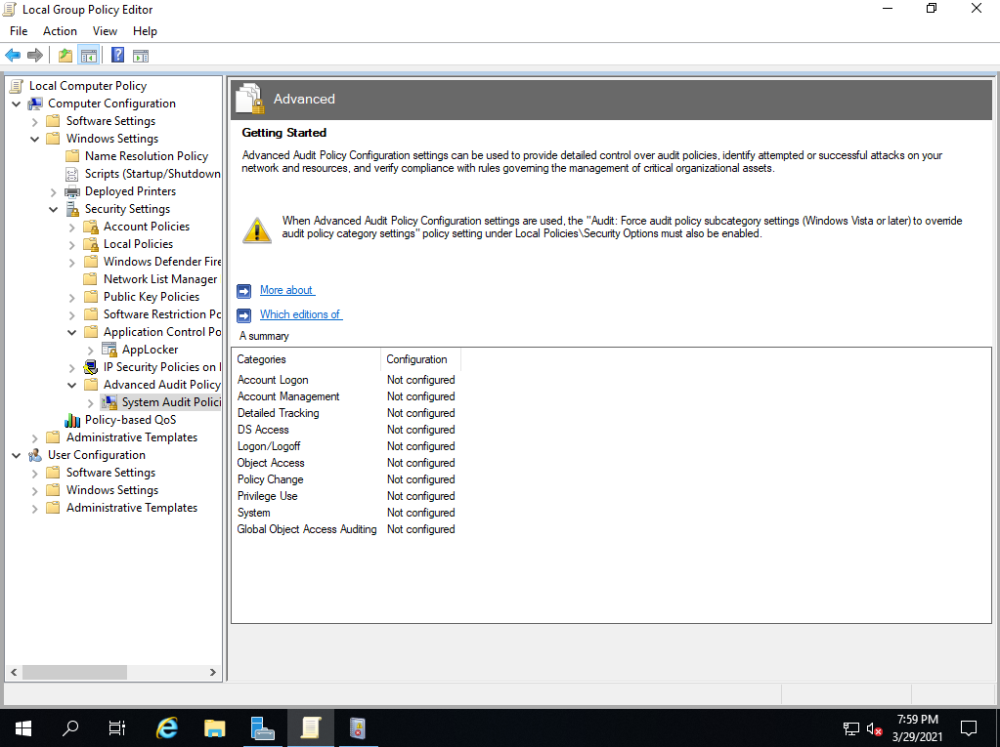 Local Group Policy Editor
File Action View Help
Local Computer Policy
Computer Configuration
Software Settings
Windows Settings
Name Resolution Policy
Scripts (Startup/Shutdown
Deployed Printers
Security Settings
Account Policies
Local Policies
Windows Defender Fire
Network List Manager
Public Key Policies
Software Restriction Po
Application Control Po
AppLocker
IP Security Policies on
Advanced Audit Policy
System Audit Polici
Policy-based QoS
Administrative Templates
User Configuration
Software Settings
Windows Settings
Administrative Templates
Advanced
Getting Started
Advanced Audit Policy Configuration settings can be used to provide detailed control over audit policies, identify attempted or successful attacks on your
network and resources, and verify compliance with rules governing the management of critical organizational assets.
When Advanced Audit Policy Configuration settings are used, the "Audit: Force audit policy subcategory settings (Windows Vista or later) to override
audit policy category settings" policy setting under Local Policies\Security Options must also be enabled.
More about
Which editions of
A summary
Categories Configuration
Account Logon Not configured
Account Management Not configured
Detailed Tracking Not configured
DS Access Not configured
Logon/Logoff Not configured
Object Access Not configured
Policy Change Not configured
Privilege Use Not configured
System Not configured
Global Object Access Auditing Not configured
7:59 PM
3/29/2021